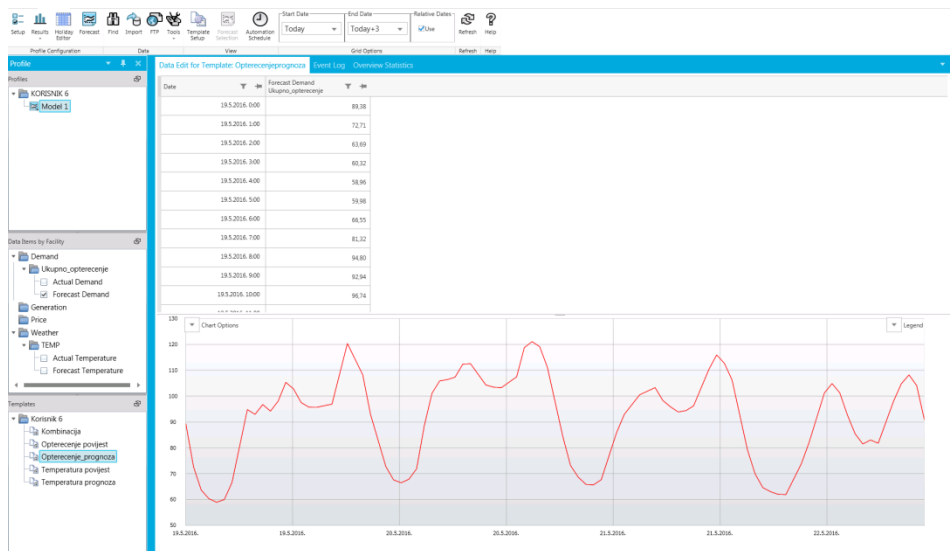 Start Date
End Date
Relative Dates
Today
Today+3
Use
Setup
Results
Holiday Editor
Forecast
Find
Import
FTP
Tools
Template Setup
Forecast Selection
Automation Schedule
Refresh
Help
Profile Configuration
Data
View
Grid Options
Refresh
Help
Profile
Profiles
KORISNIK 6
Model 1
Data Items by Facility
Demand
Ukupno_opterecenje
Actual Demand
Forecast Demand
Generation
Price
Weather
TEMP
Actual Temperature
Forecast Temperature
Templates
Korisnik 6
Kombinacija
Opterecenje povijest
Opterecenje_prognoza
Temperatura povijest
Temperatura prognoza
Data Edit for Template: Opterecenjeprognoza
Event Log
Overview Statistics
Date
Forecast Demand
Ukupno_opterecenje
19.5.2016. 0:00 89,38
19.5.2016. 1:00 72,71
19.5.2016. 2:00 63,69
19.5.2016. 3:00 60,32
19.5.2016. 4:00 58,96
19.5.2016. 5:00 59,98
19.5.2016. 6:00 66,55
19.5.2016. 7:00 81,32
19.5.2016. 8:00 94,80
19.5.2016. 9:00 92,94
19.5.2016. 10:00 96,74
Chart Options
Legend
130
120
110
100
90
80
70
60
50
19.5.2016.
19.5.2016.
20.5.2016.
20.5.2016.
21.5.2016.
21.5.2016.
22.5.2016.